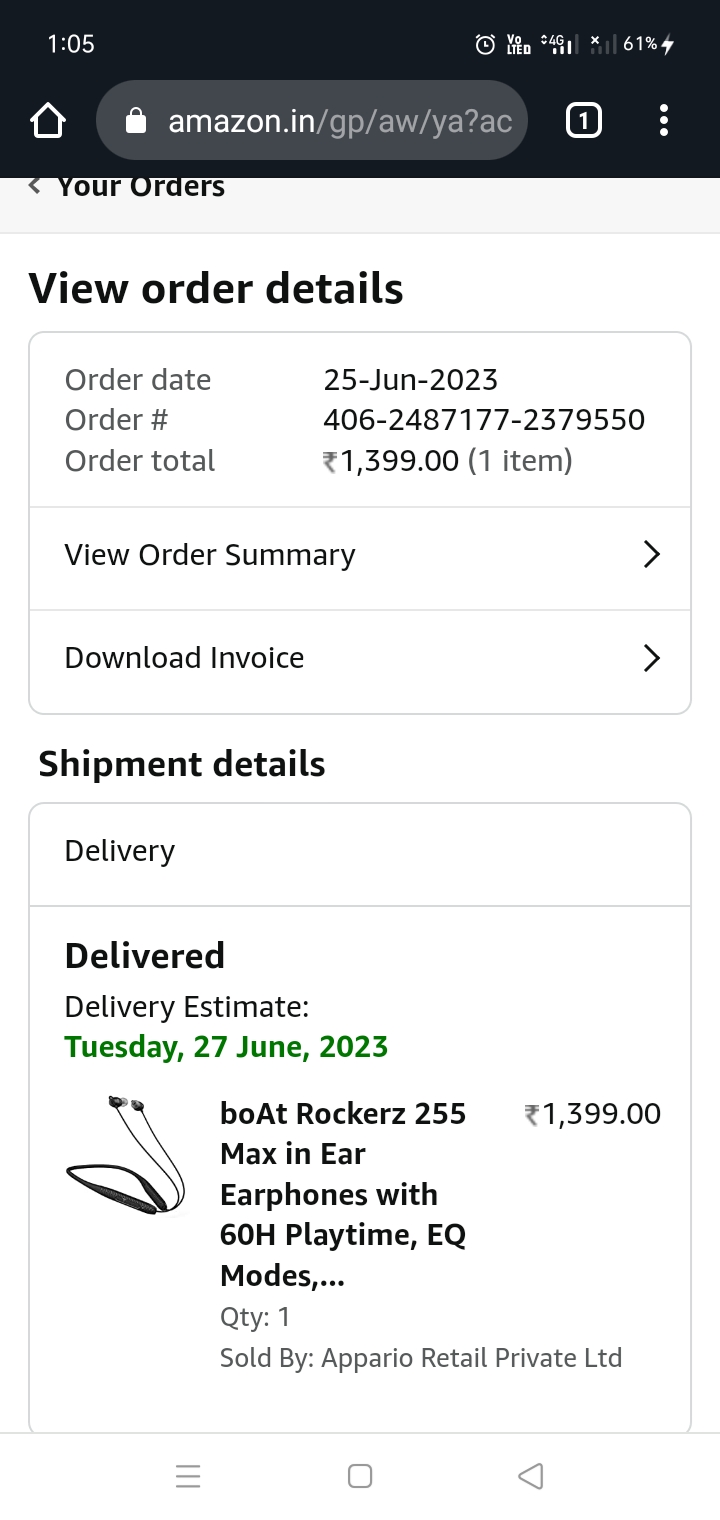 1:05
Vo LTED 4G 61%
amazon.in/gp/aw/ya?ac
1
Your Orders
View order details
Order date 25-Jun-2023
Order # 406-2487177-2379550
Order total ₹1,399.00 (1 item)
View Order Summary
Download Invoice
Shipment details
Delivery
Delivered
Delivery Estimate:
Tuesday, 27 June, 2023
boAt Rockerz 255 ₹1,399.00
Max in Ear
Earphones with
60H Playtime, EQ
Modes,...
Qty: 1
Sold By: Appario Retail Private Ltd